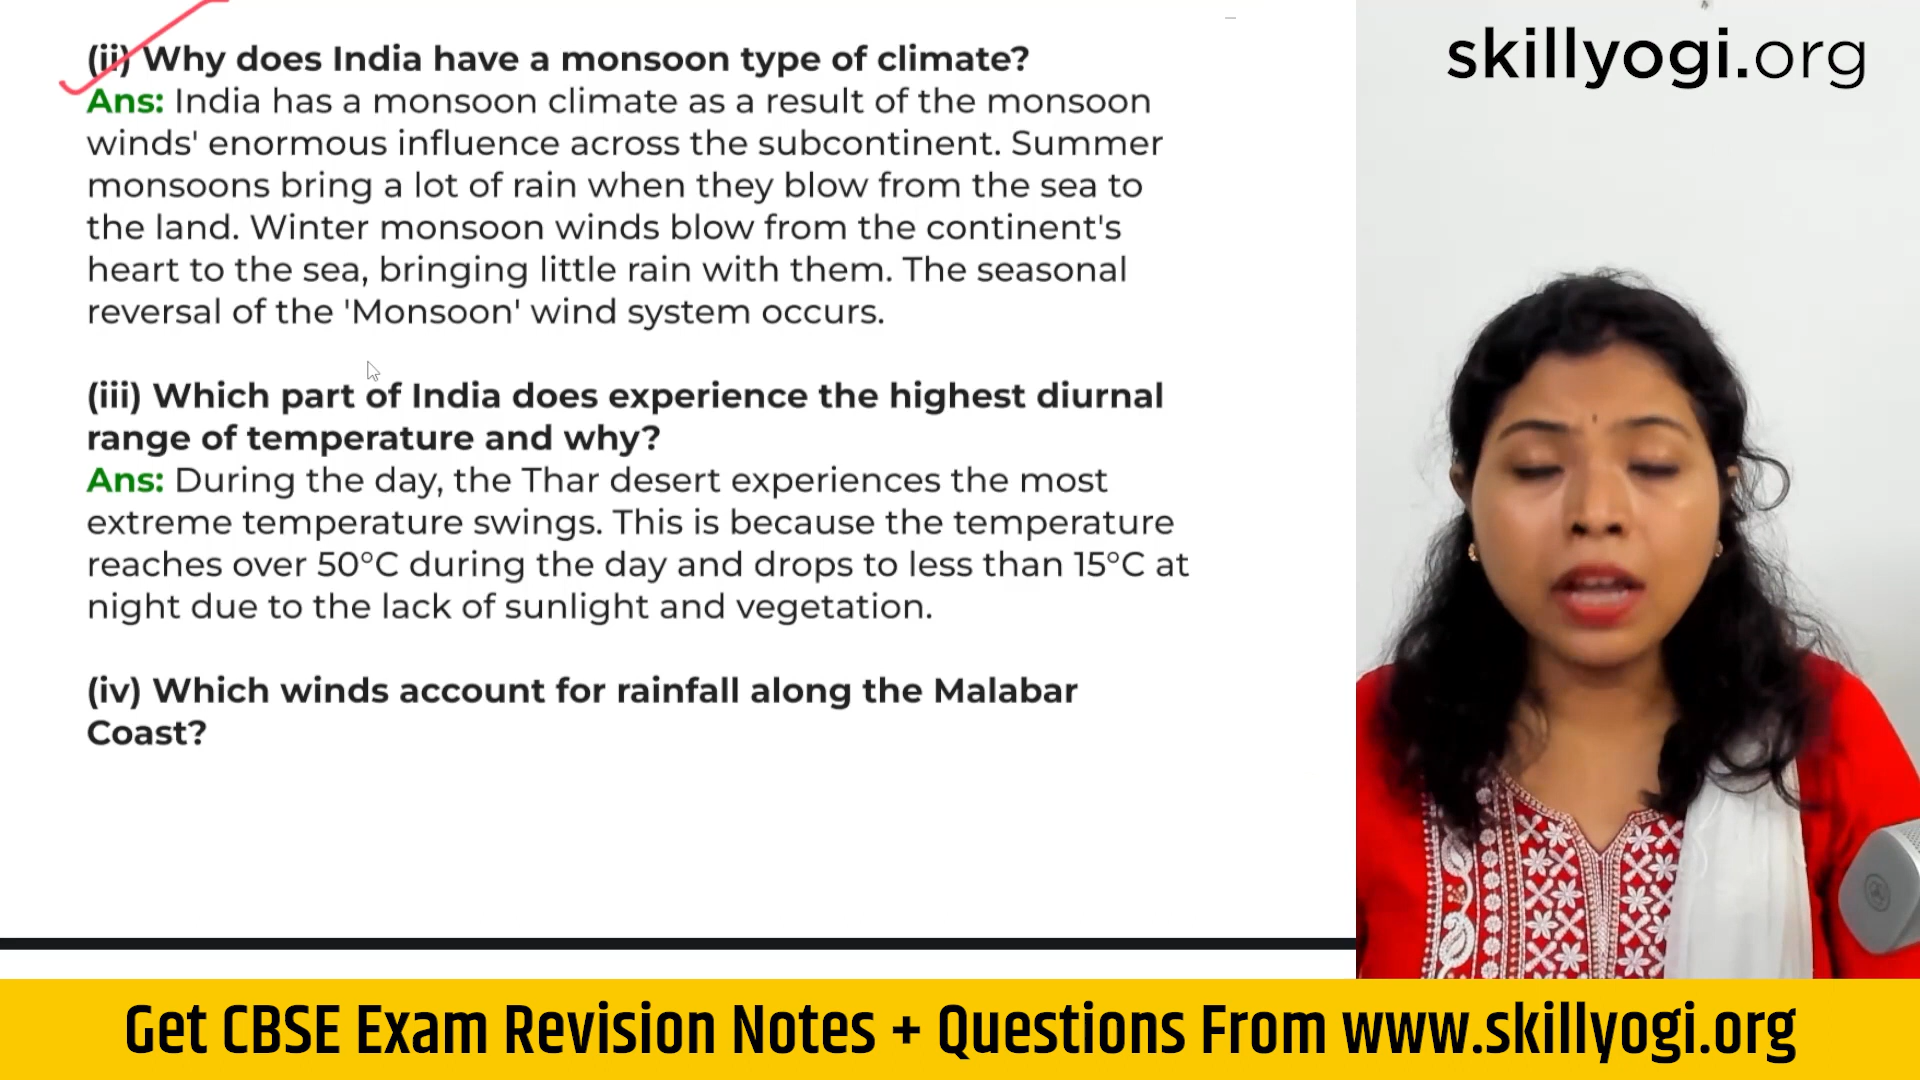 (ii) Why does India have a monsoon type of climate?
Ans: India has a monsoon climate as a result of the monsoon
winds' enormous influence across the subcontinent. Summer
monsoons bring a lot of rain when they blow from the sea to
the land. Winter monsoon winds blow from the continent's
heart to the sea, bringing little rain with them. The seasonal
reversal of the 'Monsoon' wind system occurs.
(iii) Which part of India does experience the highest diurnal
range of temperature and why?
Ans: During the day, the Thar desert experiences the most
extreme temperature swings. This is because the temperature
reaches over 50°C during the day and drops to less than 15°C at
night due to the lack of sunlight and vegetation.
(iv) Which winds account for rainfall along the Malabar
Coast?
skillyogi.org
Get CBSE Exam Revision Notes + Questions From www.skillyogi.org